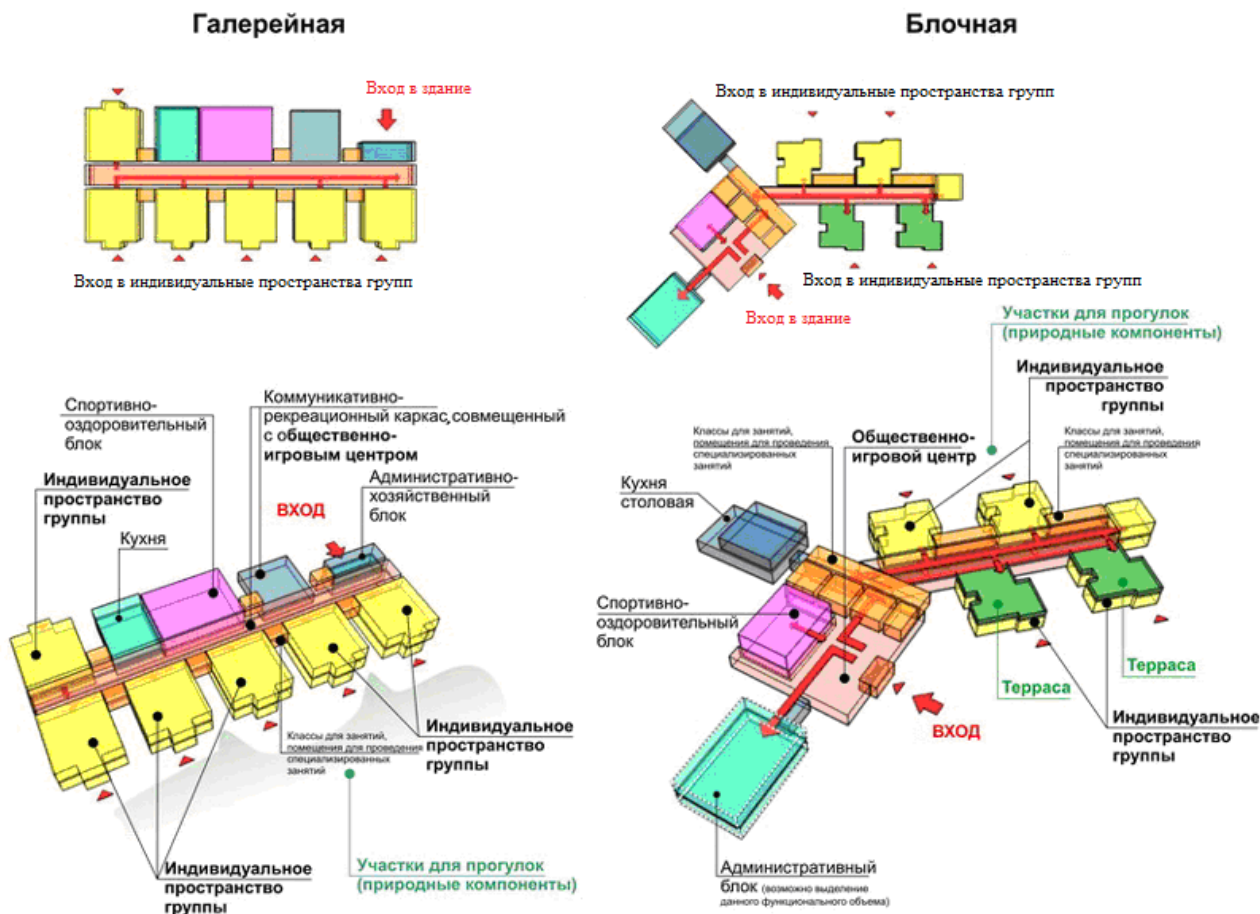 Галерейная
Вход в здание
Вход в индивидуальные пространства групп
Спортивно-
оздоровительный
блок
Коммуникативно-
рекреационный каркас, совмещенный
с общественно-
игровым центром
Индивидуальное
пространство
группы
Кухня
ВХОД
Административно-
хозяйственный
блок
Классы для занятий,
помещения для проведения
специализированных
занятий
Индивидуальное
пространство
группы
Индивидуальное
пространство
группы
Участки для прогулок
(природные компоненты)
Блочная
Вход в индивидуальные пространства групп
Вход в индивидуальные пространства групп
Вход в здание
Участки для прогулок
(природные компоненты)
Индивидуальное
пространство
группы
Классы для занятий,
помещения для проведения
специализированных
занятий
Общественно-
игровой центр
Классы для занятий,
помещения для проведения
специализированных
занятий
Кухня
столовая
Спортивно-
оздоровительный
блок
Терраса
Терраса
ВХОД
Индивидуальное
пространство
группы
Административный
блок (возможно выделение
данного функционального объема)